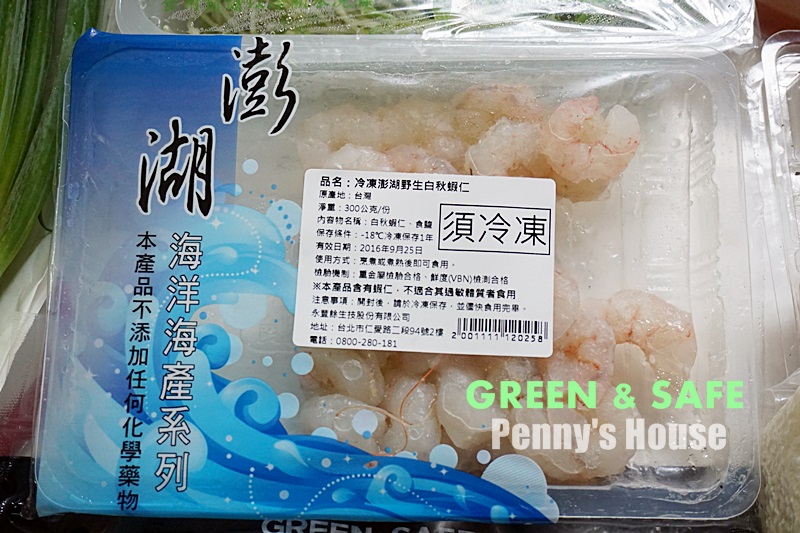 澎湖
海洋海產系列
本產品不添加任何化學藥物
品名：冷凍澎湖野生白秋蝦仁
原產地：台灣
淨重：300公克/份
內容物名稱：白秋蝦仁、食鹽
保存條件：-18℃冷凍保存1年
有效日期：2016年9月25日
使用方式：烹煮或煮熟後即可食用。
檢驗機制：重金屬檢驗合格、鮮度(VBN)檢測合格
※本產品含有蝦仁，不適合其過敏體質者食用
注意事項：開封後，請於冷凍保存，並儘快食用完畢。
永豐餘生技股份有限公司
地址：台北市仁愛路二段94號2樓
電話：0800-280-181
須冷凍
2001111120258
GREEN & SAFE
Penny's House
GREEN SAFE